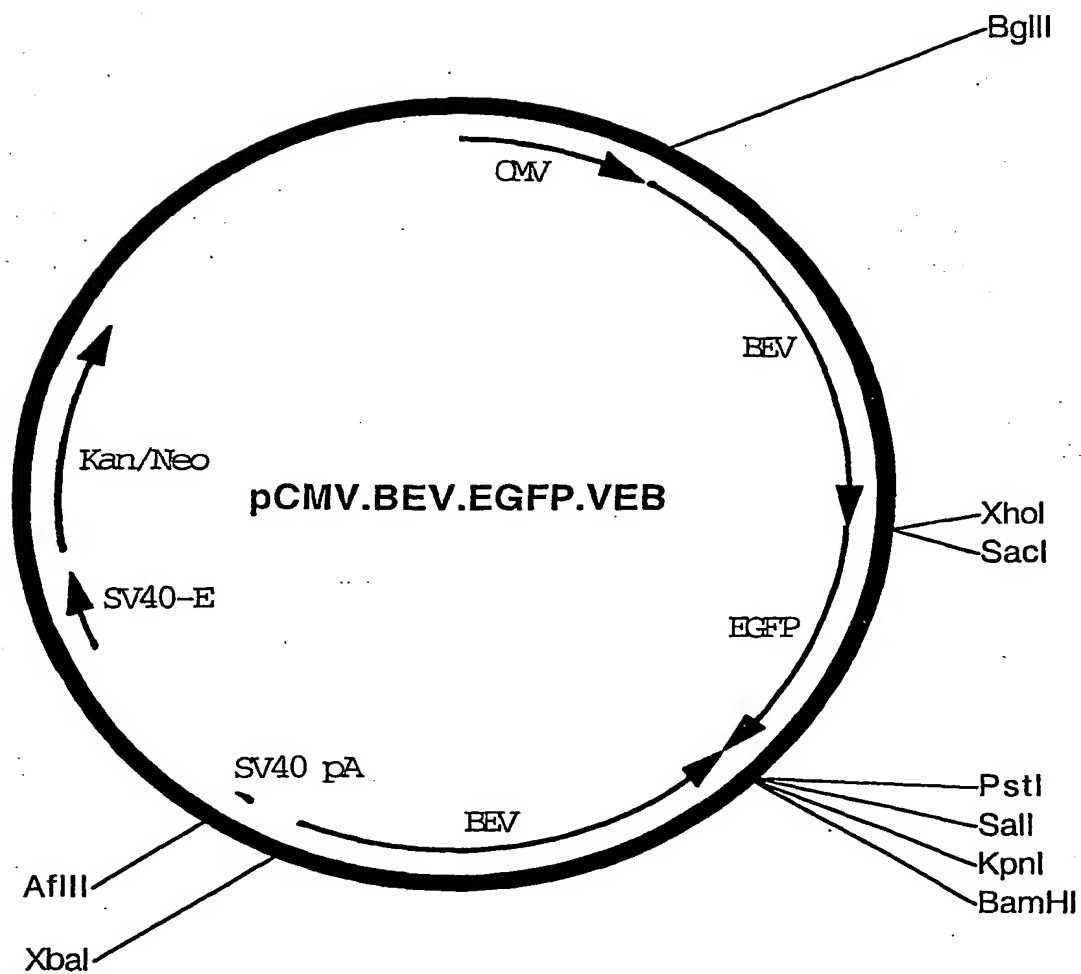 BglII
CMV
BEV
Kan/Neo
pCMV.BEV.EGFP.VEB
XhoI
SacI
SV40-E
EGFP
SV40 pA
PstI
SalI
BEV
KpnI
AflII
BamHI
XbaI